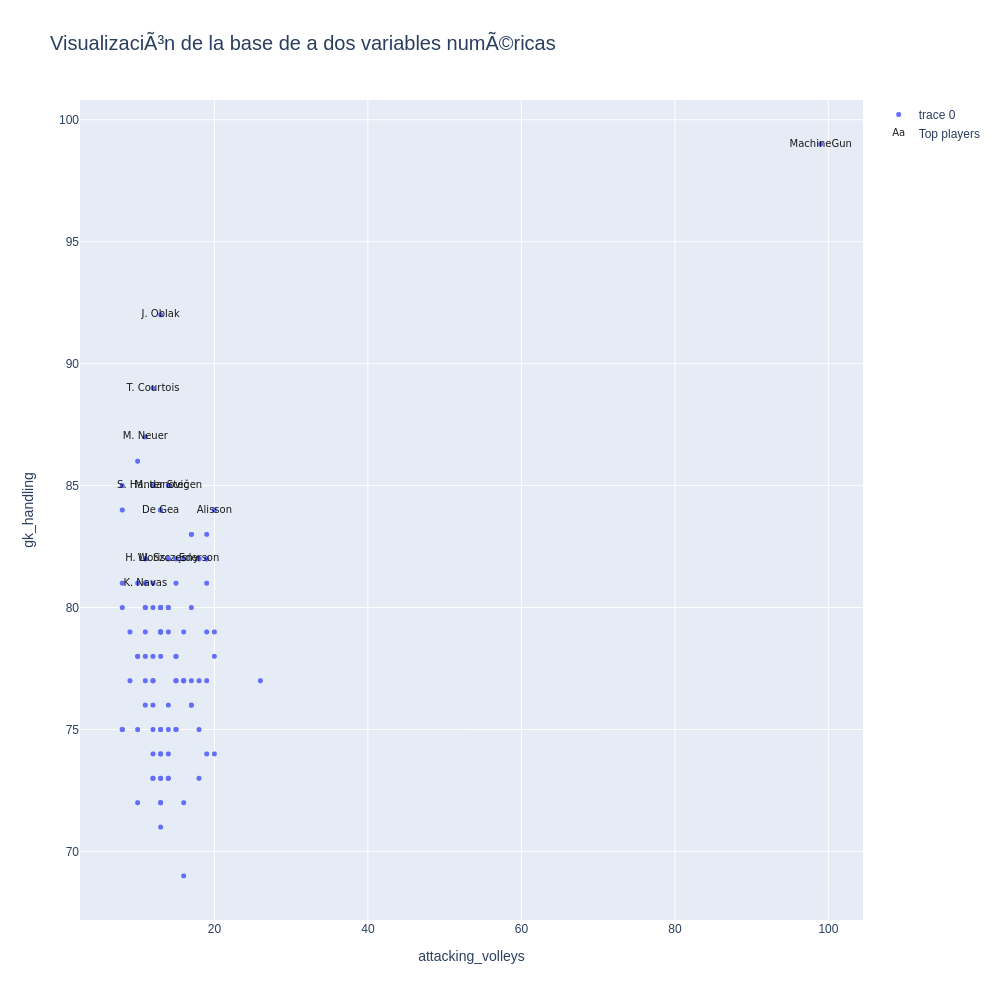 VisualizaciÃ³n de la base de a dos variables numÃ©ricas
trace 0
Aa Top players
100
MachineGun
95
J. Oblak
90
T. Courtois
M. Neuer
85
De Gea
Alisson
Ederson
K. Navas
80
75
70
gk_handling
20 40 60 80 100
attacking_volleys